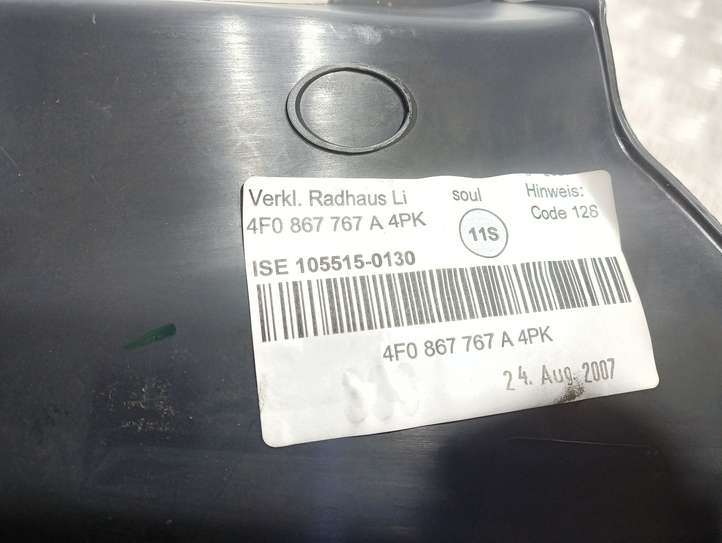 Verkl. Radhaus Li soul Hinweis:
4F0 867 767 A 4PK 11S Code 12S
ISE 105515-0130
4F0 867 767 A 4PK
24. Aug. 2007